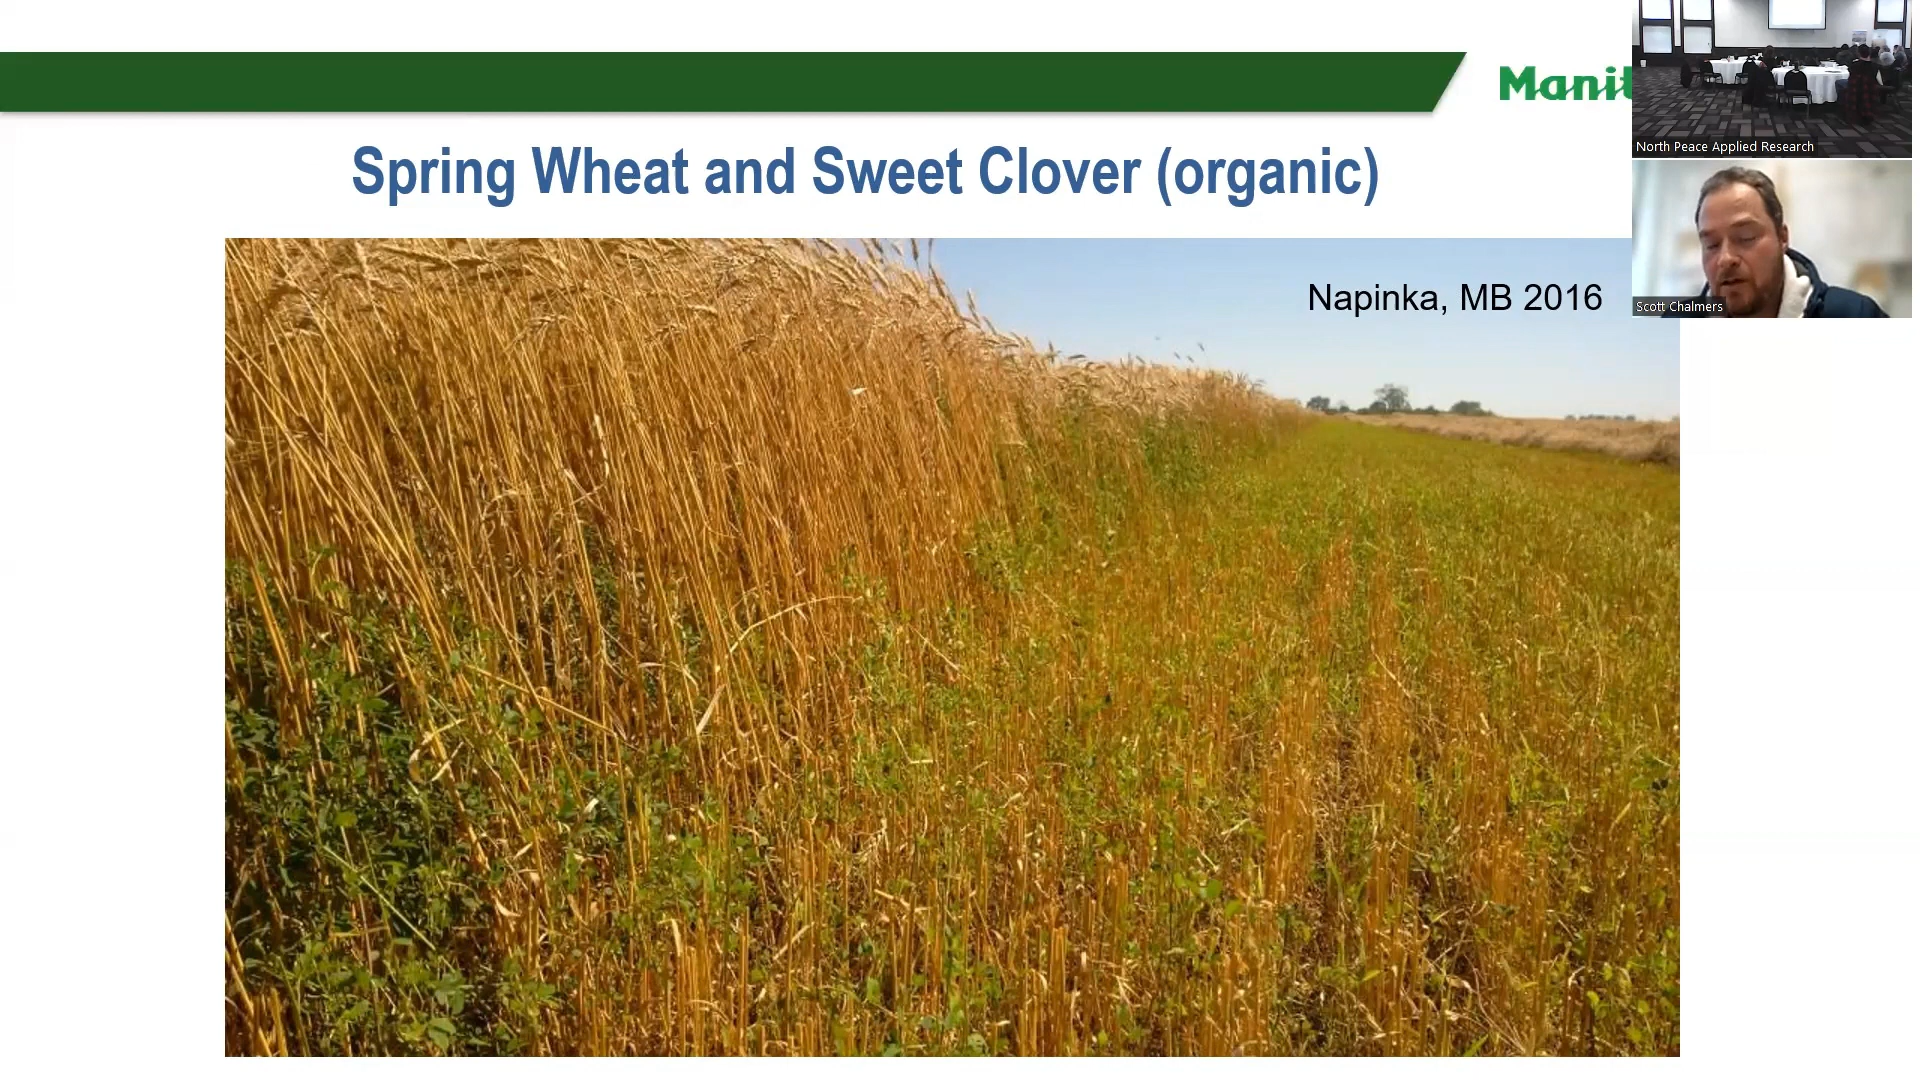 Manit
North Peace Applied Research
Spring Wheat and Sweet Clover (organic)
Napinka, MB 2016
Scott Chalmers